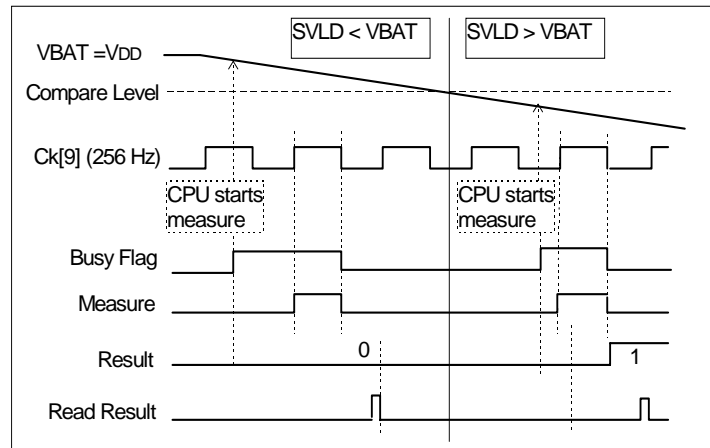 SVLD < VBAT
SVLD > VBAT
VBAT =VDD
Compare Level
Ck[9] (256 Hz)
CPU starts
measure
CPU starts
measure
Busy Flag
Measure
Result
0
1
Read Result